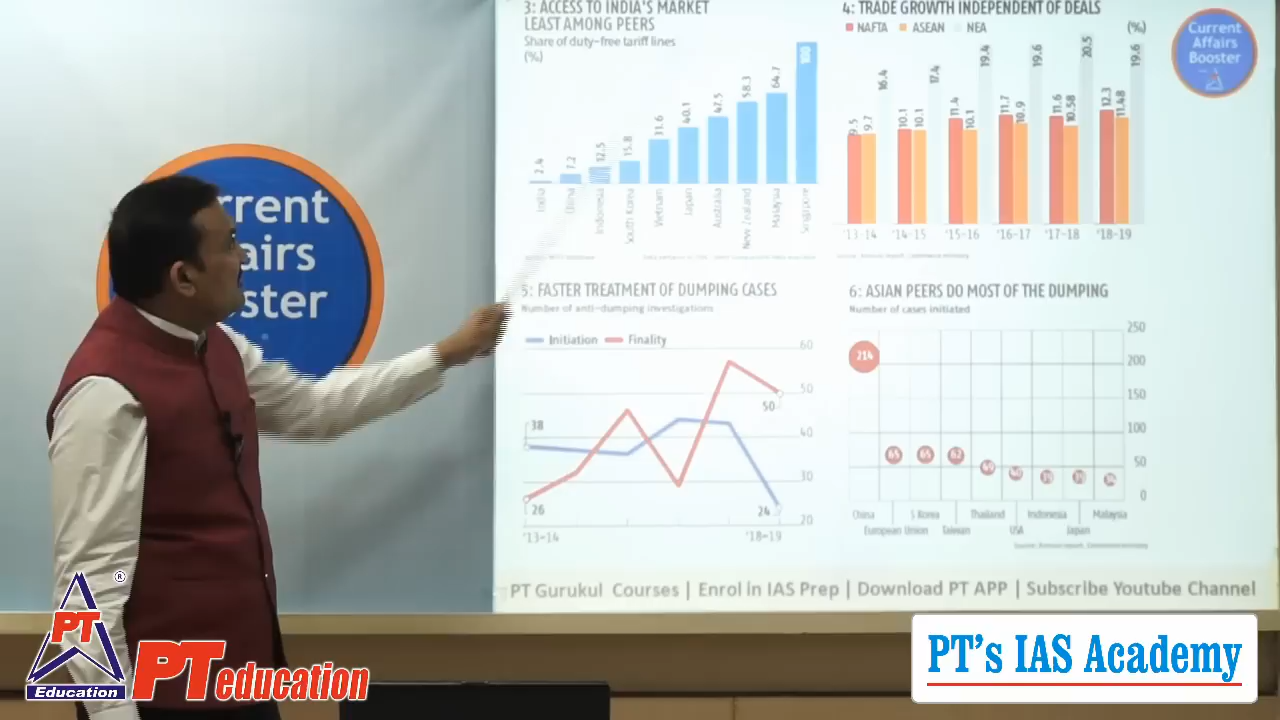 3: ACCESS TO INDIA'S MARKET
LEAST AMONG PEERS
Share of duty-free tariff lines
(%)
2.4
7.2
12.5
15.8
31.6
40.1
47.5
58.3
64.7
100
India
China
Indonesia
South Korea
Vietnam
Japan
Australia
New Zealand
Malaysia
Singapore
4: TRADE GROWTH INDEPENDENT OF DEALS
NAFTA ASEAN NEA (%)
9.5 9.7 16.4
10.1 10.1 17.4
11.4 10.1 19.4
11.7 10.9 19.6
11.6 10.58 20.5
12.3 11.48 19.6
'13-14 '14-15 '15-16 '16-17 '17-18 '18-19
Current
Affairs
Booster
rrent
airs
ster
5: FASTER TREATMENT OF DUMPING CASES
Number of anti-dumping investigations
Initiation Finality
60
50
40
30
20
38
26
50
24
'13-14 '18-19
6: ASIAN PEERS DO MOST OF THE DUMPING
Number of cases initiated
250
200
150
100
50
0
214
65 65 62
China S Korea Thailand Indonesia Malaysia
European Union Taiwan USA Japan
PT Gurukul Courses | Enrol in IAS Prep | Download PT APP | Subscribe Youtube Channel
PT
Education
®
PT education
PT's IAS Academy